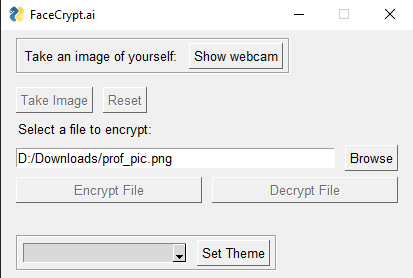 FaceCrypt.ai
Take an image of yourself: Show webcam
Take Image Reset
Select a file to encrypt:
D:/Downloads/prof_pic.png Browse
Encrypt File Decrypt File
Set Theme